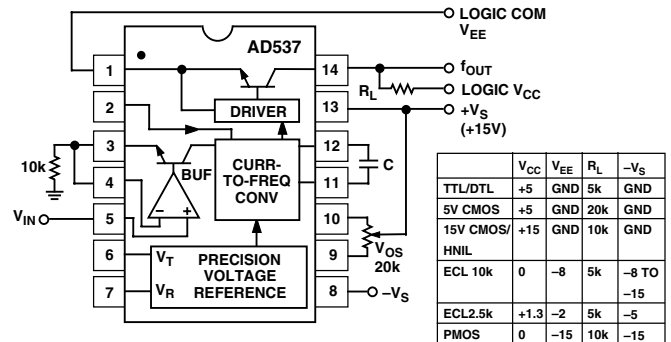 LOGIC COM
VEE
AD537
1
14
fOUT
RL
LOGIC VCC
DRIVER
2
13
+VS
(+15V)
3
12
10k
BUF
CURR-
TO-FREQ
CONV
C
4
11
– +
VIN
5
10
VOS
20k
6
VT
PRECISION
VOLTAGE
REFERENCE
9
7
VR
8
–VS
VCC VEE RL –VS
TTL/DTL +5 GND 5k GND
5V CMOS +5 GND 20k GND
15V CMOS/ +15 GND 10k GND
HNIL
ECL 10k 0 –8 5k –8 TO
–15
ECL2.5k +1.3 –2 5k –5
PMOS 0 –15 10k –15